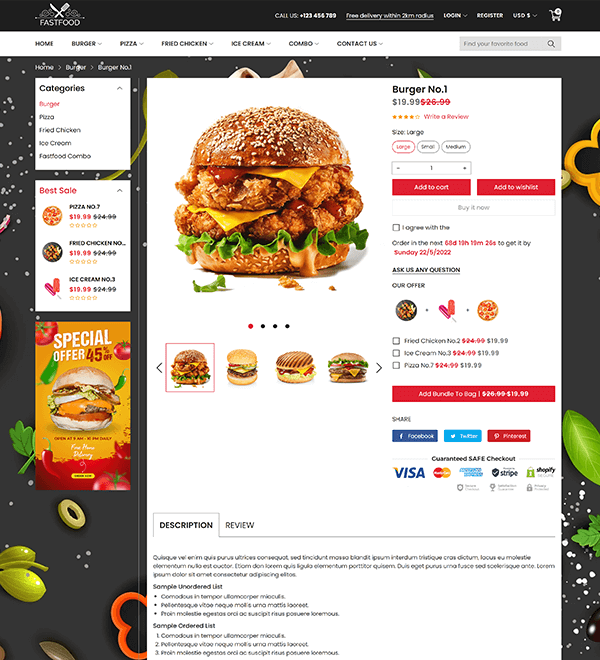 FASTFOOD
CALL US: +123 456 789
Free delivery within 2km radius
LOGIN
REGISTER
USD $
0
HOME
BURGER
PIZZA
FRIED CHICKEN
ICE CREAM
COMBO
CONTACT US
Find your favorite food
Home > Burger > Burger No.1
Categories
Burger
Pizza
Fried Chicken
Ice Cream
Fastfood Combo
Best Sale
PIZZA NO.7
$19.99 $24.99
FRIED CHICKEN NO...
$19.99 $24.99
ICE CREAM NO.3
$19.99 $24.99
SPECIAL
OFFER 45% OFF
OPEN AT 8 AM - 10 PM DAILY
Free Home
Delivery
ORDER NOW
Burger No.1
$19.99 $26.99
Write a Review
Size: Large
Large
Small
Medium
- 1 +
Add to cart
Add to wishlist
Buy it now
I agree with the
Order in the next 68d 19h 19m 26s to get it by
Sunday 22/5/2022
ASK US ANY QUESTION
OUR OFFER
+ +
Fried Chicken No.2 $24.99 $19.99
Ice Cream No.3 $24.99 $19.99
Pizza No.7 $24.99 $19.99
Add Bundle To Bag | $26.99 $19.99
SHARE
Facebook
Twitter
Pinterest
Guaranteed SAFE Checkout
VISA
stripe
shopify
DESCRIPTION
REVIEW
Quisque vel enim quis purus ultrices consequat, sed tincidunt massa blandit ipsum interdum tristique cras dictum, lacus eu molestie
elementum nulla est auctor. Etiam dan lorem quis ligula elementum porttitor quisem. Duis eget purus urna fusce sed scelerisque ante. Lorem
ipsum dolor sit amet consectetur adipiscing elitos.
Sample Unordered List
Comodous in tempor ullamcorper miaculis.
Pellentesque vitae neque mollis urna mattis laoreet.
Proin molestie egestas orci ac suscipit risus posuere loremous.
Sample Ordered List
1. Comodous in tempor ullamcorper miaculis.
2. Pellentesque vitae neque mollis urna mattis laoreet.
3. Proin molestie egestas orci ac suscipit risus posuere loremous.